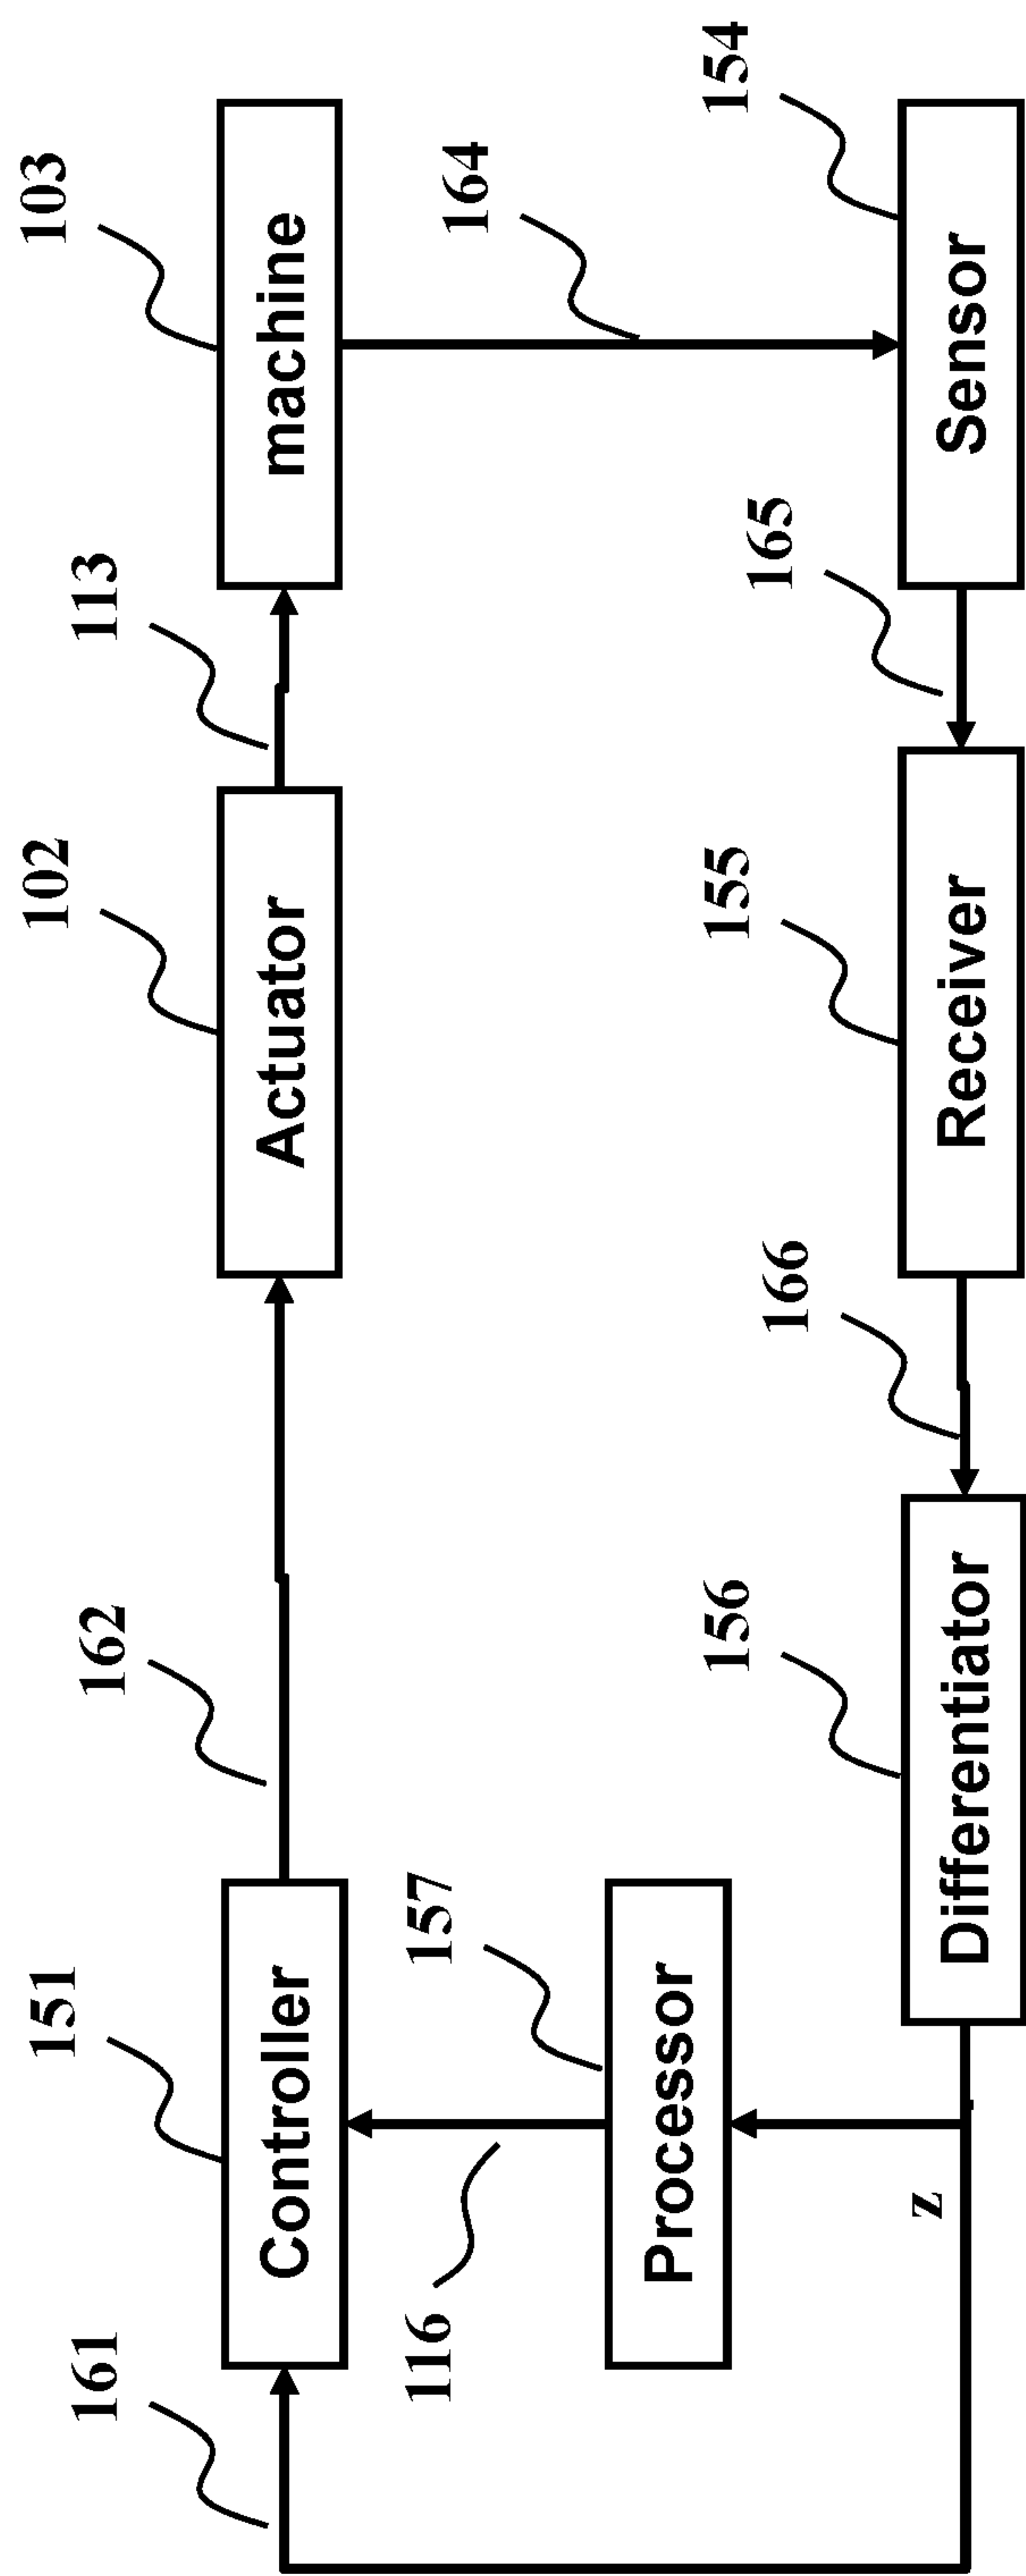 161
151
162
102
113
103
Controller
Actuator
machine
116
157
164
Processor
156
166
155
165
154
z
Differentiator
Receiver
Sensor